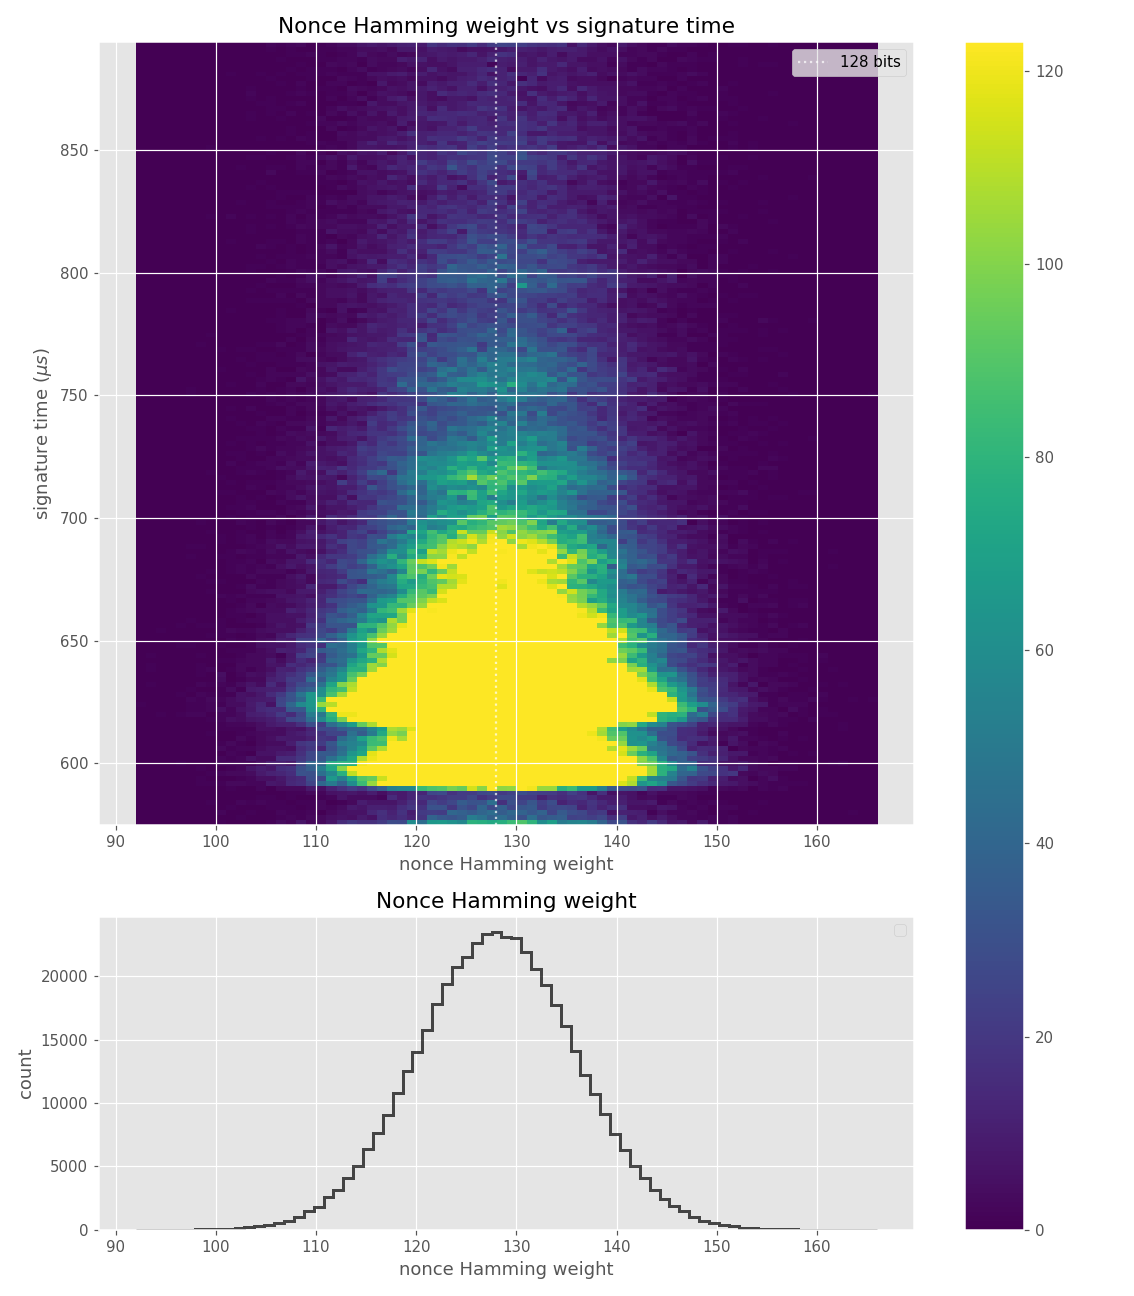 Nonce Hamming weight vs signature time
128 bits
signature time (μs)
850
800
750
700
650
600
90 100 110 120 130 140 150 160
nonce Hamming weight
120
100
80
60
40
20
0
Nonce Hamming weight
count
20000
15000
10000
5000
0
90 100 110 120 130 140 150 160
nonce Hamming weight